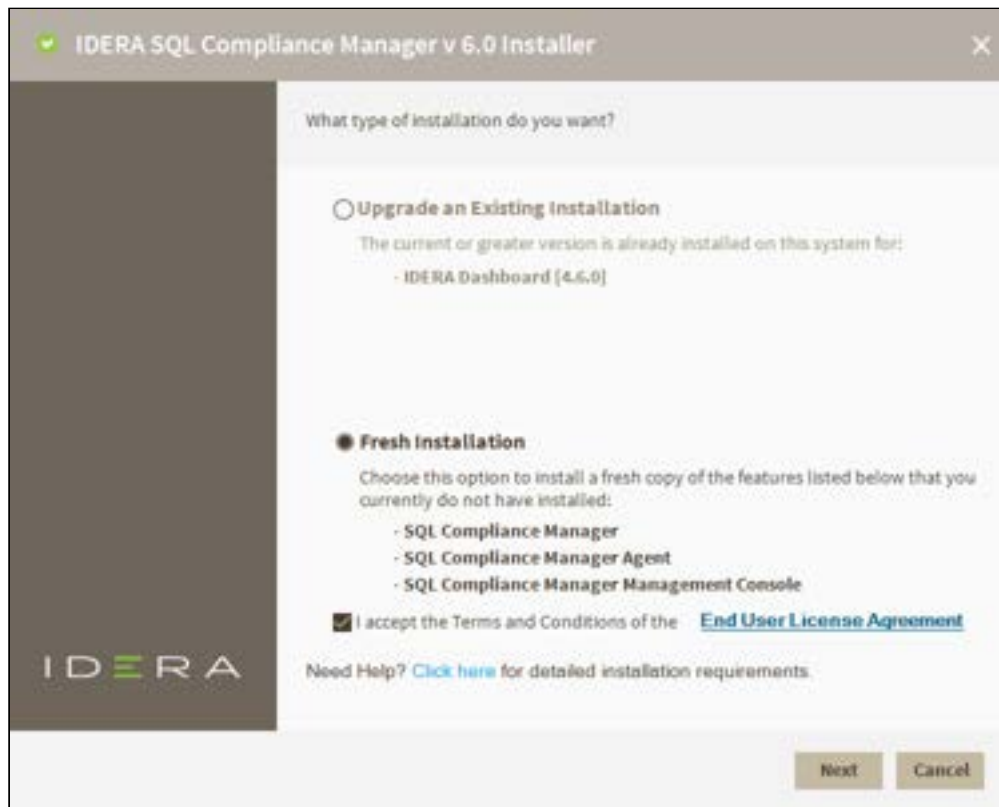 IDERA SQL Compliance Manager v 6.0 Installer
What type of installation do you want?
Upgrade an Existing Installation
The current or greater version is already installed on this system for:
- IDERA Dashboard [4.6.0]
Fresh Installation
Choose this option to install a fresh copy of the features listed below that you
currently do not have installed:
- SQL Compliance Manager
- SQL Compliance Manager Agent
- SQL Compliance Manager Management Console
I accept the Terms and Conditions of the End User License Agreement
IDERA
Need Help? Click here for detailed installation requirements.
Next Cancel